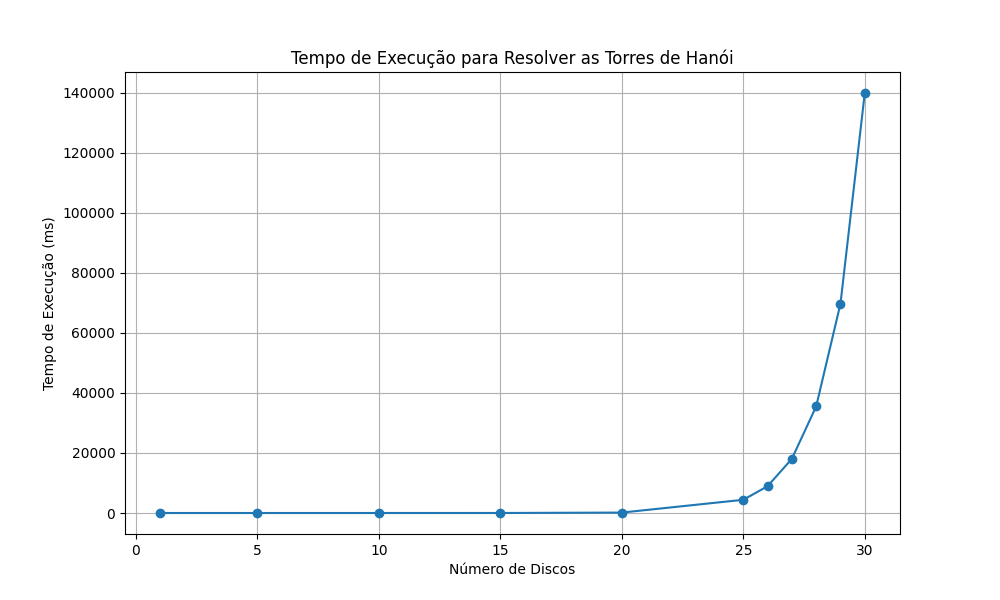 Tempo de Execução para Resolver as Torres de Hanói
Tempo de Execução (ms)
140000
120000
100000
80000
60000
40000
20000
0
0 5 10 15 20 25 30
Número de Discos